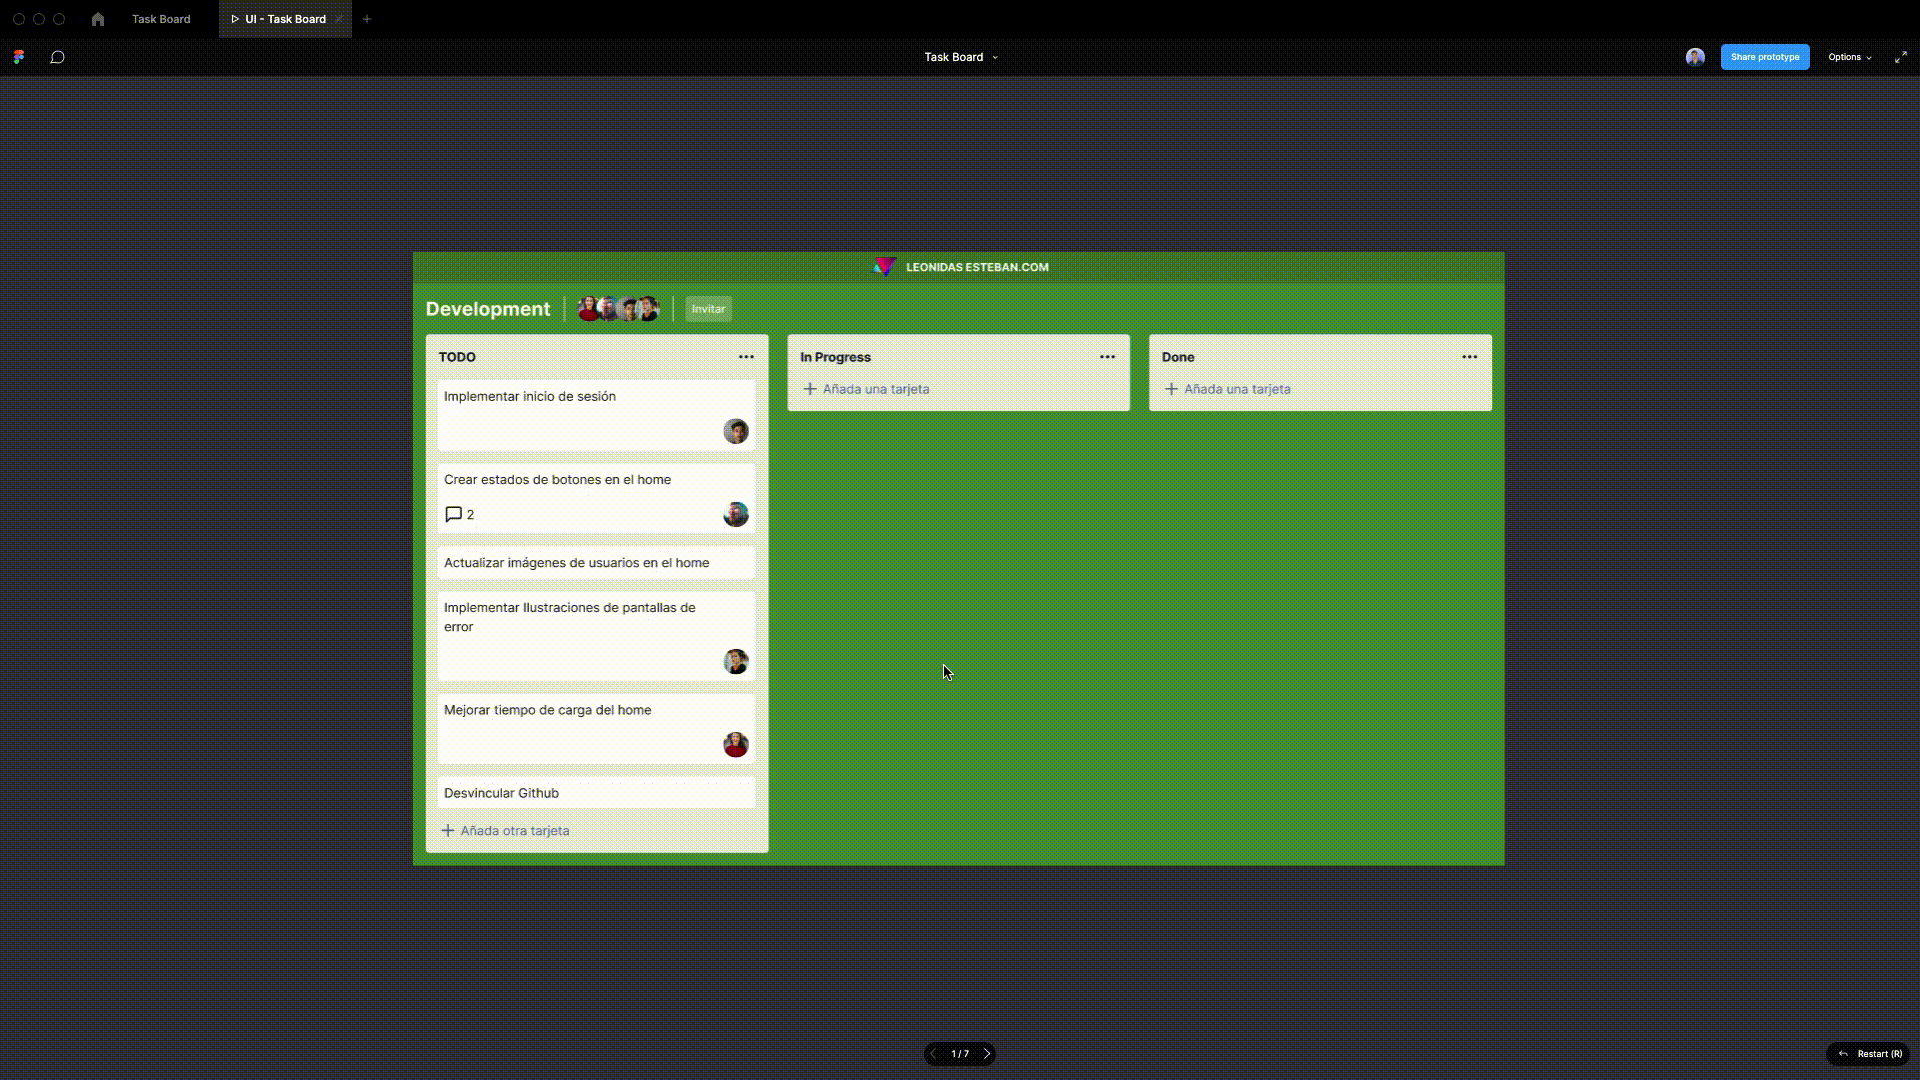 Task Board
UI - Task Board
Task Board
Share prototype
Options
LEONIDAS ESTEBAN.COM
Development
Invitar
TODO
Implementar inicio de sesión
Crear estados de botones en el home
2
Actualizar imágenes de usuarios en el home
Implementar Ilustraciones de pantallas de
error
Mejorar tiempo de carga del home
Desvincular Github
Añada otra tarjeta
In Progress
Añada una tarjeta
Done
Añada una tarjeta
1 / 7
Restart (R)